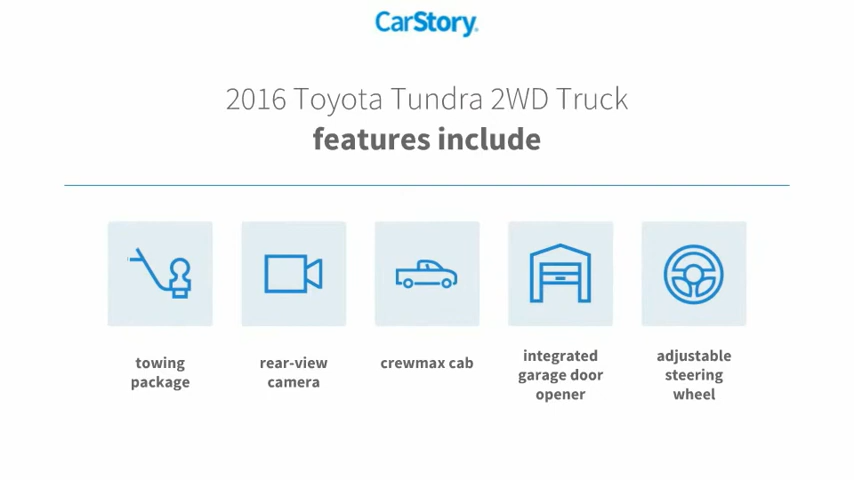 CarStory.
2016 Toyota Tundra 2WD Truck
features include
towing
package
rear-view
camera
crewmax cab
integrated
garage door
opener
adjustable
steering
wheel